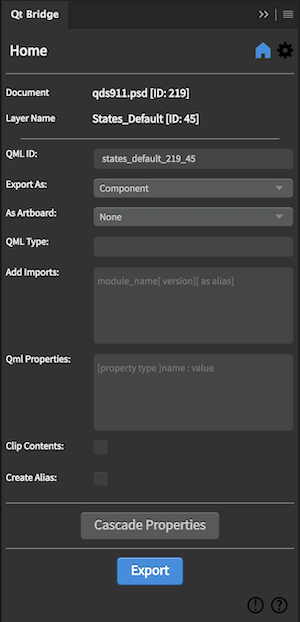 Qt Bridge
Home
Document qds911.psd [ID: 219]
Layer Name States_Default [ID: 45]
QML ID: states_default_219_45
Export As: Component
As Artboard: None
QML Type:
Add Imports: module_name[ version][ as alias]
Qml Properties: [property type ]name : value
Clip Contents:
Create Alias:
Cascade Properties
Export